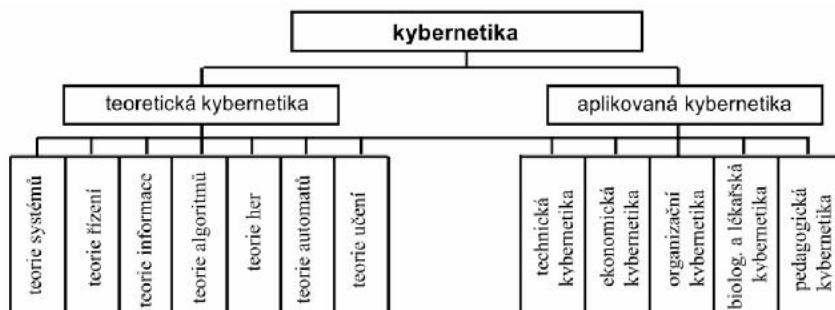 kybernetika
teoretická kybernetika
aplikovaná kybernetika
teorie systémů
teorie řízení
teorie informace
teorie algoritmů
teorie her
teorie automatů
teorie učení
technická
kybernetika
ekonomická
kybernetika
organizační
kybernetika
biolog. a lékařská
kybernetika
pedagogická
kybernetika